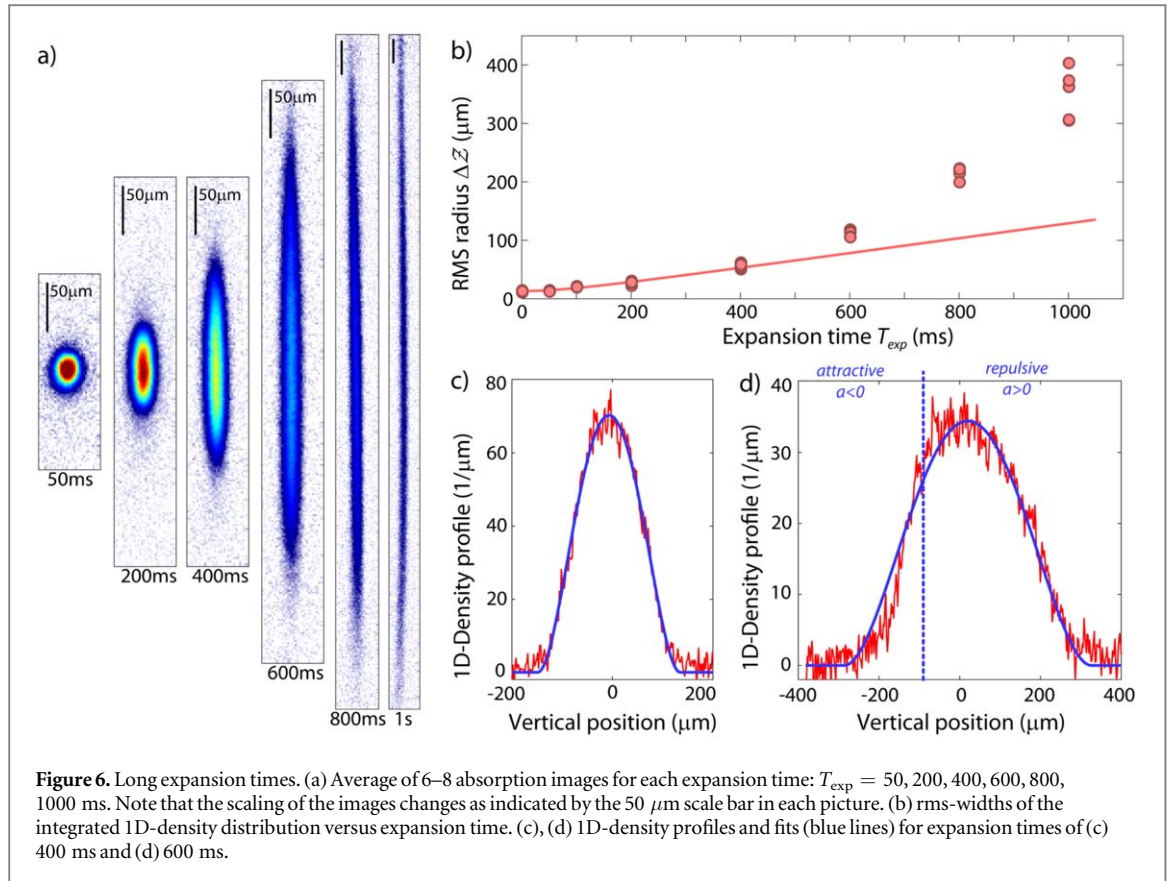 a)
50μm
50ms
50μm
200ms
50μm
400ms
50μm
600ms
50μm
800ms
50μm
1s
b)
RMS radius ΔZ (μm)
400
300
200
100
0
0
200
400
600
800
1000
Expansion time T_exp (ms)
c)
1D-Density profile (1/μm)
80
60
40
20
0
-200
0
200
Vertical position (μm)
d)
attractive
a<0
repulsive
a>0
1D-Density profile (1/μm)
40
30
20
10
0
-400
-200
0
200
400
Vertical position (μm)
Figure 6. Long expansion times. (a) Average of 6–8 absorption images for each expansion time: T_exp = 50, 200, 400, 600, 800,
1000 ms. Note that the scaling of the images changes as indicated by the 50 μm scale bar in each picture. (b) rms-widths of the
integrated 1D-density distribution versus expansion time. (c), (d) 1D-density profiles and fits (blue lines) for expansion times of (c)
400 ms and (d) 600 ms.